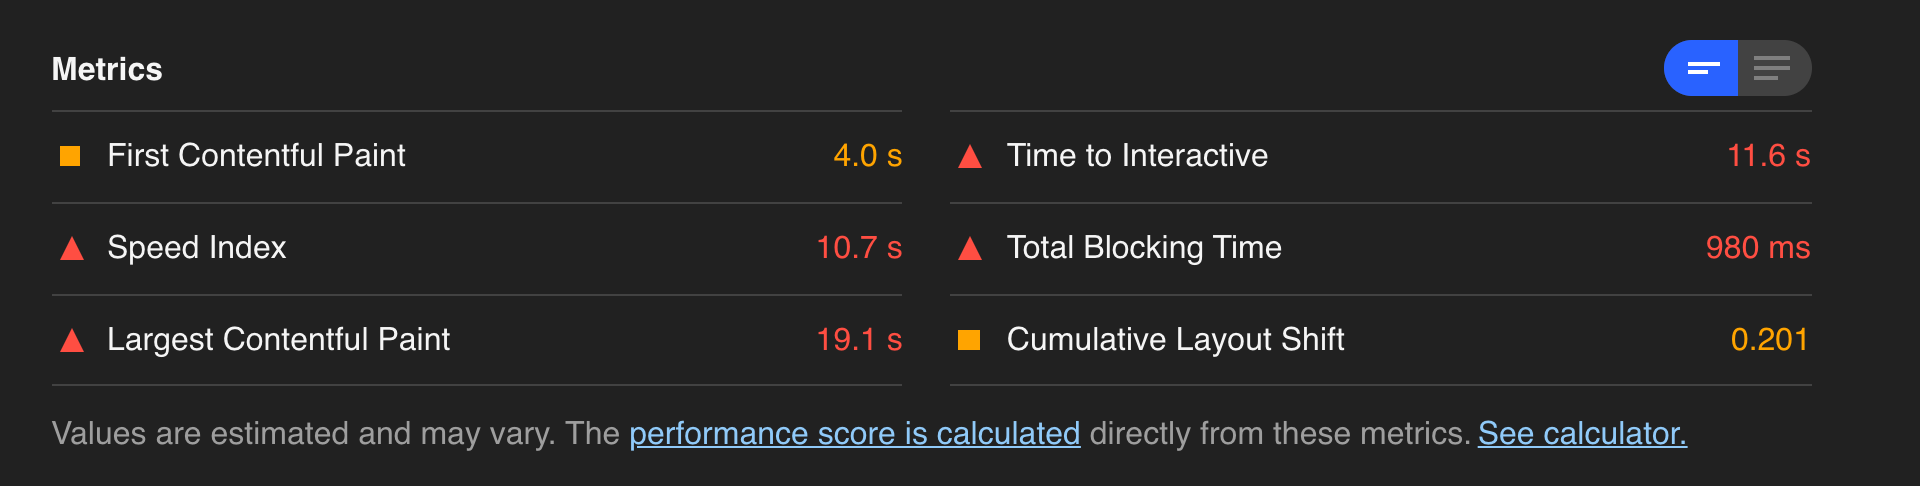 Metrics
First Contentful Paint 4.0 s
Time to Interactive 11.6 s
Speed Index 10.7 s
Total Blocking Time 980 ms
Largest Contentful Paint 19.1 s
Cumulative Layout Shift 0.201
Values are estimated and may vary. The performance score is calculated directly from these metrics. See calculator.